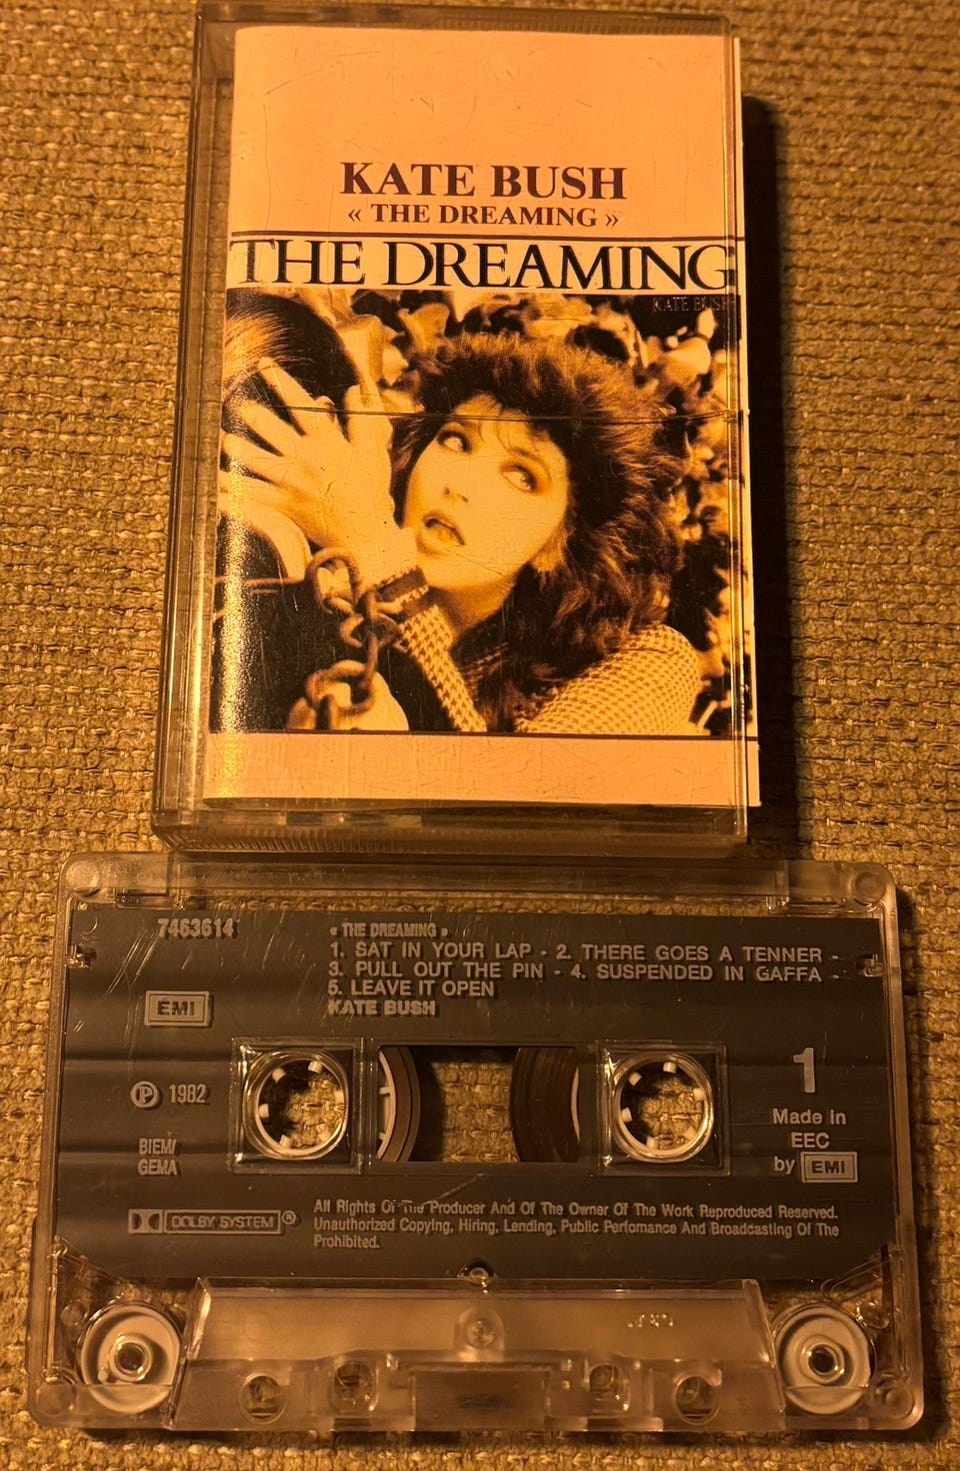 KATE BUSH
« THE DREAMING »
THE DREAMING
KATE BUSH
7463614
« THE DREAMING »
1. SAT IN YOUR LAP - 2. THERE GOES A TENNER -
3. PULL OUT THE PIN - 4. SUSPENDED IN GAFFA -
5. LEAVE IT OPEN
KATE BUSH
EMI
℗ 1982
BIEM/
GEMA
1
Made in
EEC
by EMI
DOLBY SYSTEM®
All Rights Of The Producer And Of The Owner Of The Work Reproduced Reserved.
Unauthorized Copying, Hiring, Lending, Public Perfomance And Broadcasting Of The
Prohibited.